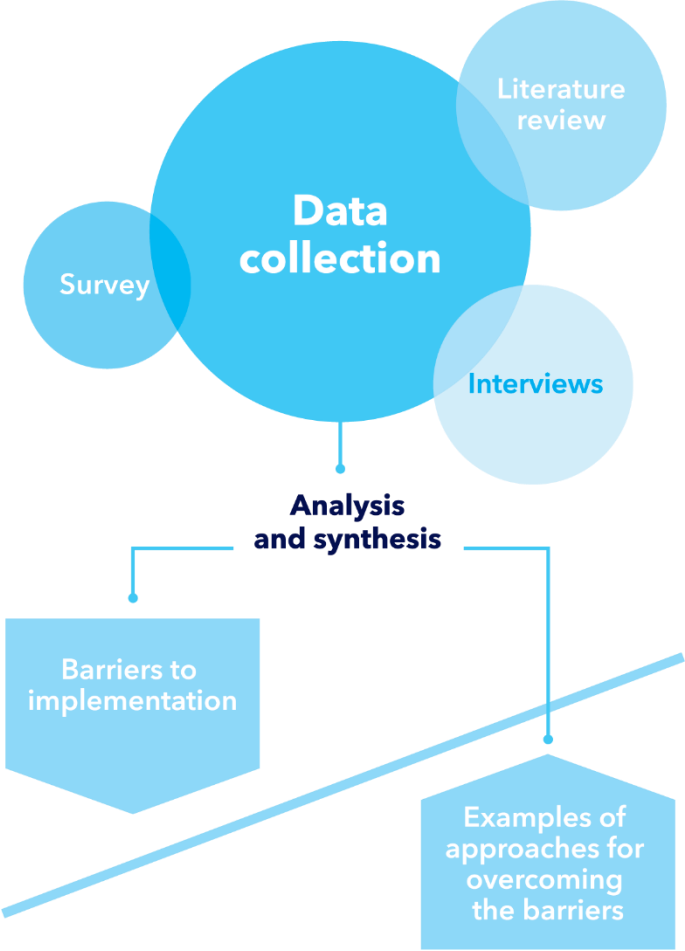 Literature
review
Data
collection
Survey
Interviews
Analysis
and synthesis
Barriers to
implementation
Examples of
approaches for
overcoming
the barriers